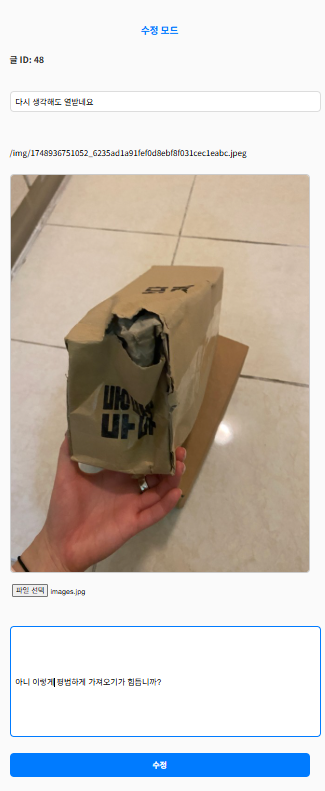 수정 모드
글 ID: 48
다시 생각해도 열받네요
/img/1748936751052_6235ad1a91fef0d8ebf8f031cec1eabc.jpeg
파일 선택 images.jpg
아니 이렇게 평범하게 가져오기가 힘듭니까?
수정